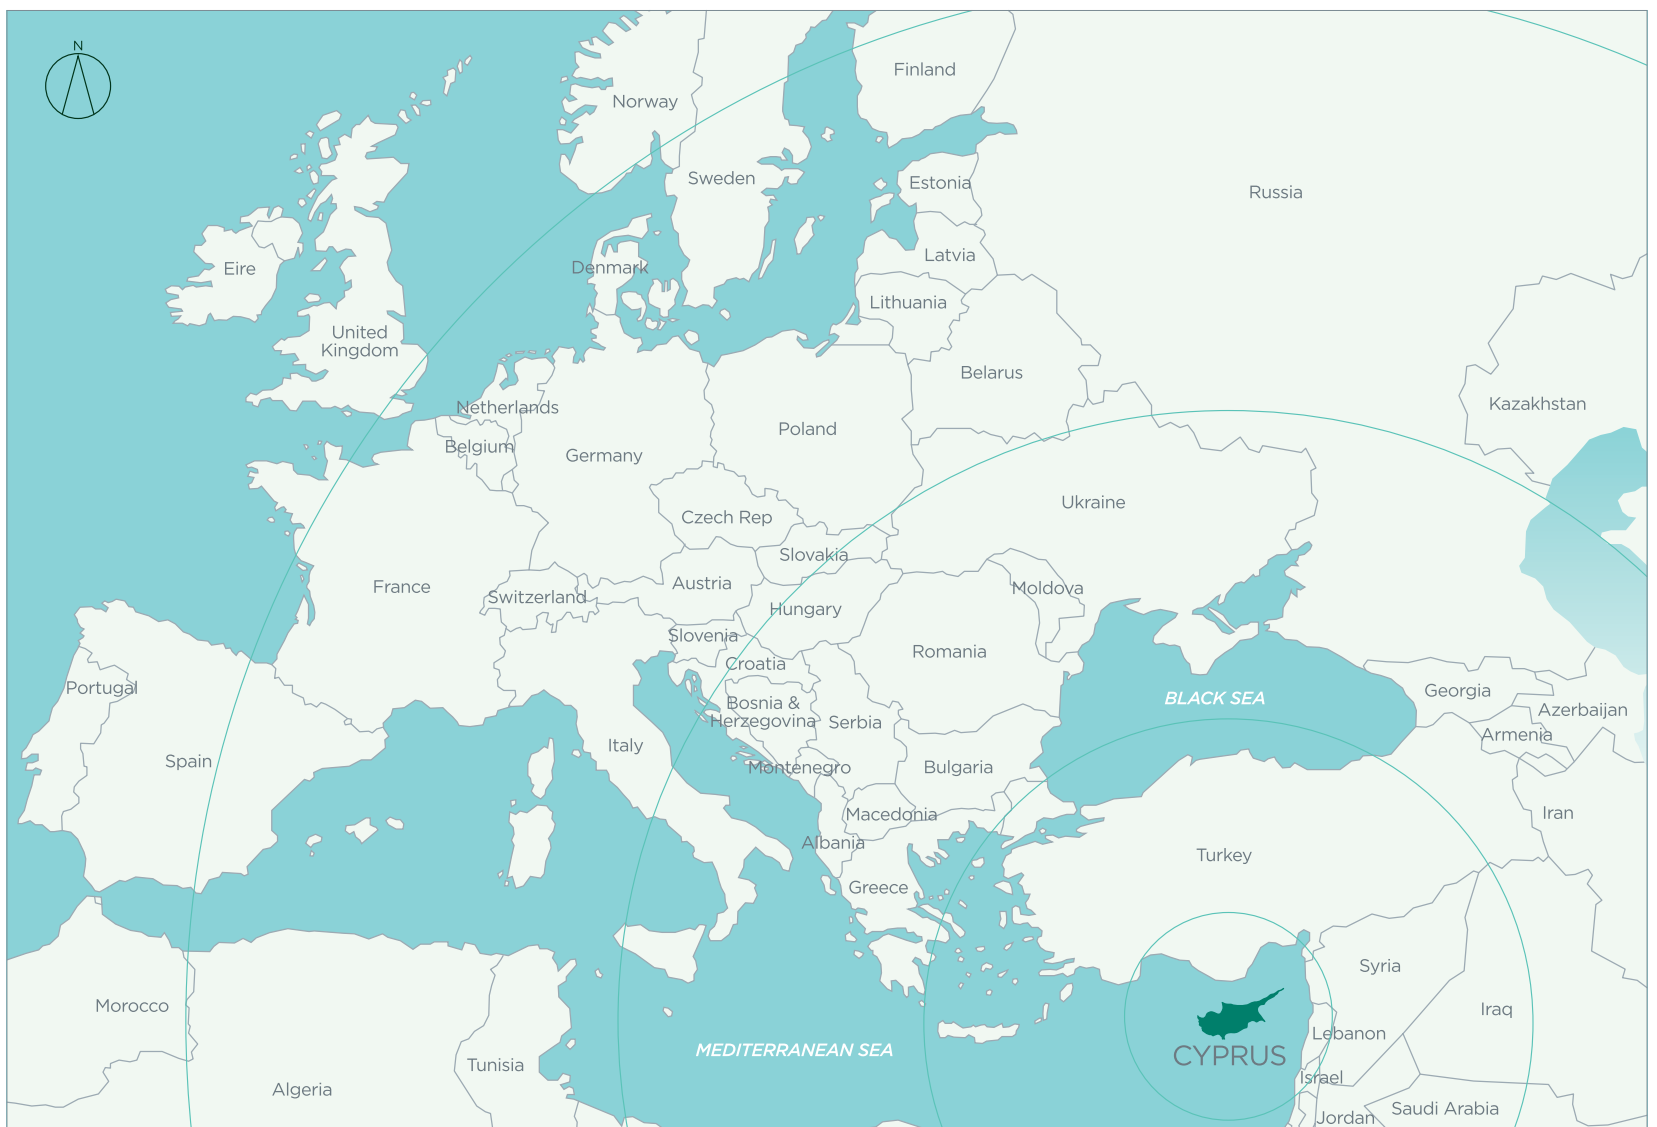 N
Finland
Norway
Sweden
Estonia
Russia
Latvia
Eire
Denmark
Lithuania
United
Kingdom
Belarus
Kazakhstan
Netherlands
Poland
Belgium
Germany
Ukraine
Czech Rep
Slovakia
France
Austria
Moldova
Switzerland
Hungary
Slovenia
Romania
Croatia
Portugal
Georgia
BLACK SEA
Bosnia &
Herzegovina
Azerbaijan
Serbia
Armenia
Italy
Spain
Montenegro
Bulgaria
Macedonia
Iran
Albania
Turkey
Greece
Syria
Morocco
Iraq
Lebanon
MEDITERRANEAN SEA
CYPRUS
Tunisia
Israel
Algeria
Saudi Arabia
Jordan